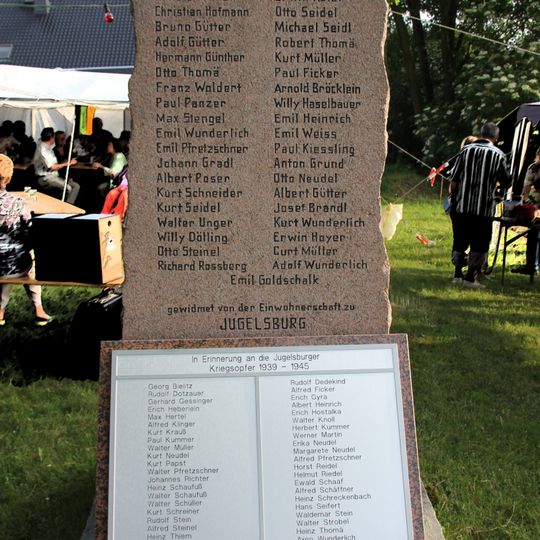 Christian Hofmann
Bruno Gütter
Adolf Gütter
Hermann Günther
Otto Thomä
Franz Waldert
Paul Panzer
Max Stengel
Emil Wunderlich
Emil Pfretzschner
Johann Gradl
Albert Poser
Kurt Schneider
Kurt Seidel
Walter Unger
Willy Dölling
Otto Steinel
Richard Rossberg
Otto Seidel
Michael Seidl
Robert Thomä
Kurt Müller
Paul Ficker
Arnold Bröcklein
Willy Haselbauer
Emil Heinrich
Emil Weiss
Paul Kiessling
Anton Grund
Otto Neudel
Albert Gütter
Josef Brandl
Kurt Wunderlich
Erwin Hoyer
Curt Müller
Adolf Wunderlich
Emil Goldschalk
gewidmet von der Einwohnerschaft zu
JUGELSBURG
In Erinnerung an die Jugelsburger
Kriegsopfer 1939 - 1945
Georg Bielitz
Rudolf Dotzauer
Gerhard Gessinger
Erich Heberlein
Max Hertel
Alfred Klinger
Kurt Krauß
Paul Kummer
Walter Müller
Kurt Neudel
Kurt Papst
Walter Pfretzschner
Johannes Richter
Heinz Schaufuß
Walter Schaufuß
Walter Schüller
Kurt Schreiner
Rudolf Stein
Alfred Steinel
Heinz Thiem
Rudolf Dedekind
Alfred Ficker
Erich Gyra
Albert Heinrich
Erich Hostalka
Walter Knoll
Herbert Kummer
Werner Martin
Erika Neudel
Margarete Neudel
Alfred Pfretzschner
Horst Reidel
Helmut Riedel
Ewald Schaaf
Alfred Schäffner
Heinz Schreckenbach
Hans Seifert
Waldemar Stein
Walter Strobel
Heinz Thomä
Arno Wunderlich